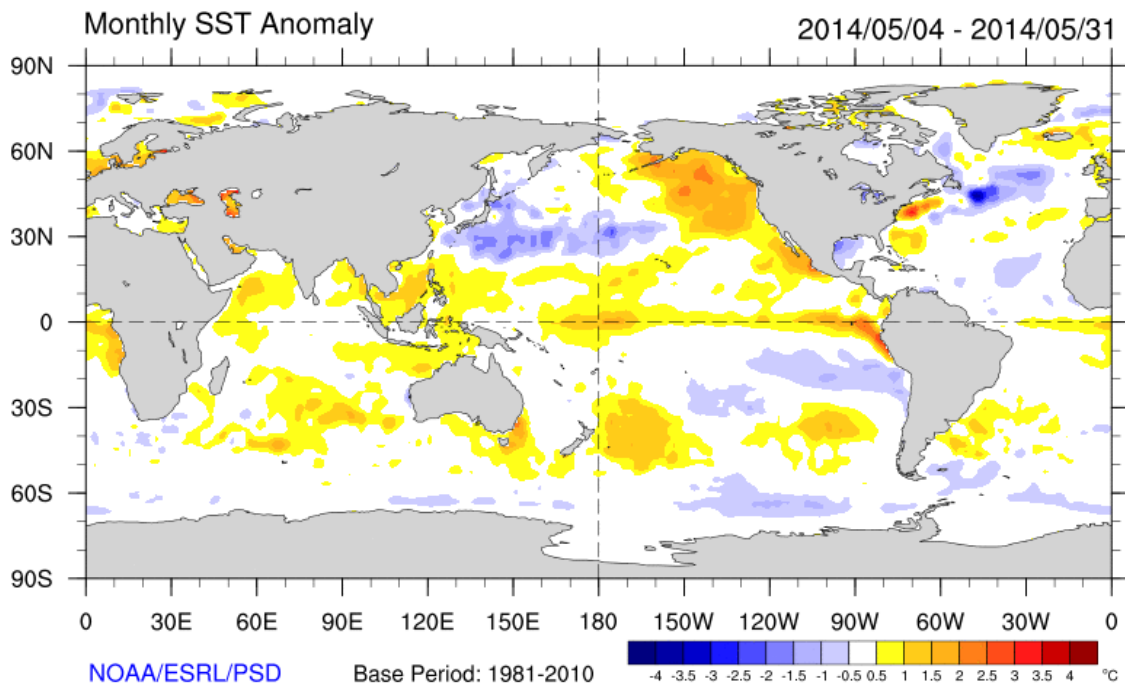 Monthly SST Anomaly 2014/05/04 - 2014/05/31
90N
60N
30N
0
30S
60S
90S
0 30E 60E 90E 120E 150E 180 150W 120W 90W 60W 30W 0
NOAA/ESRL/PSD Base Period: 1981-2010
-4 -3.5 -3 -2.5 -2 -1.5 -1 -0.5 0.5 1 1.5 2 2.5 3 3.5 4 °C